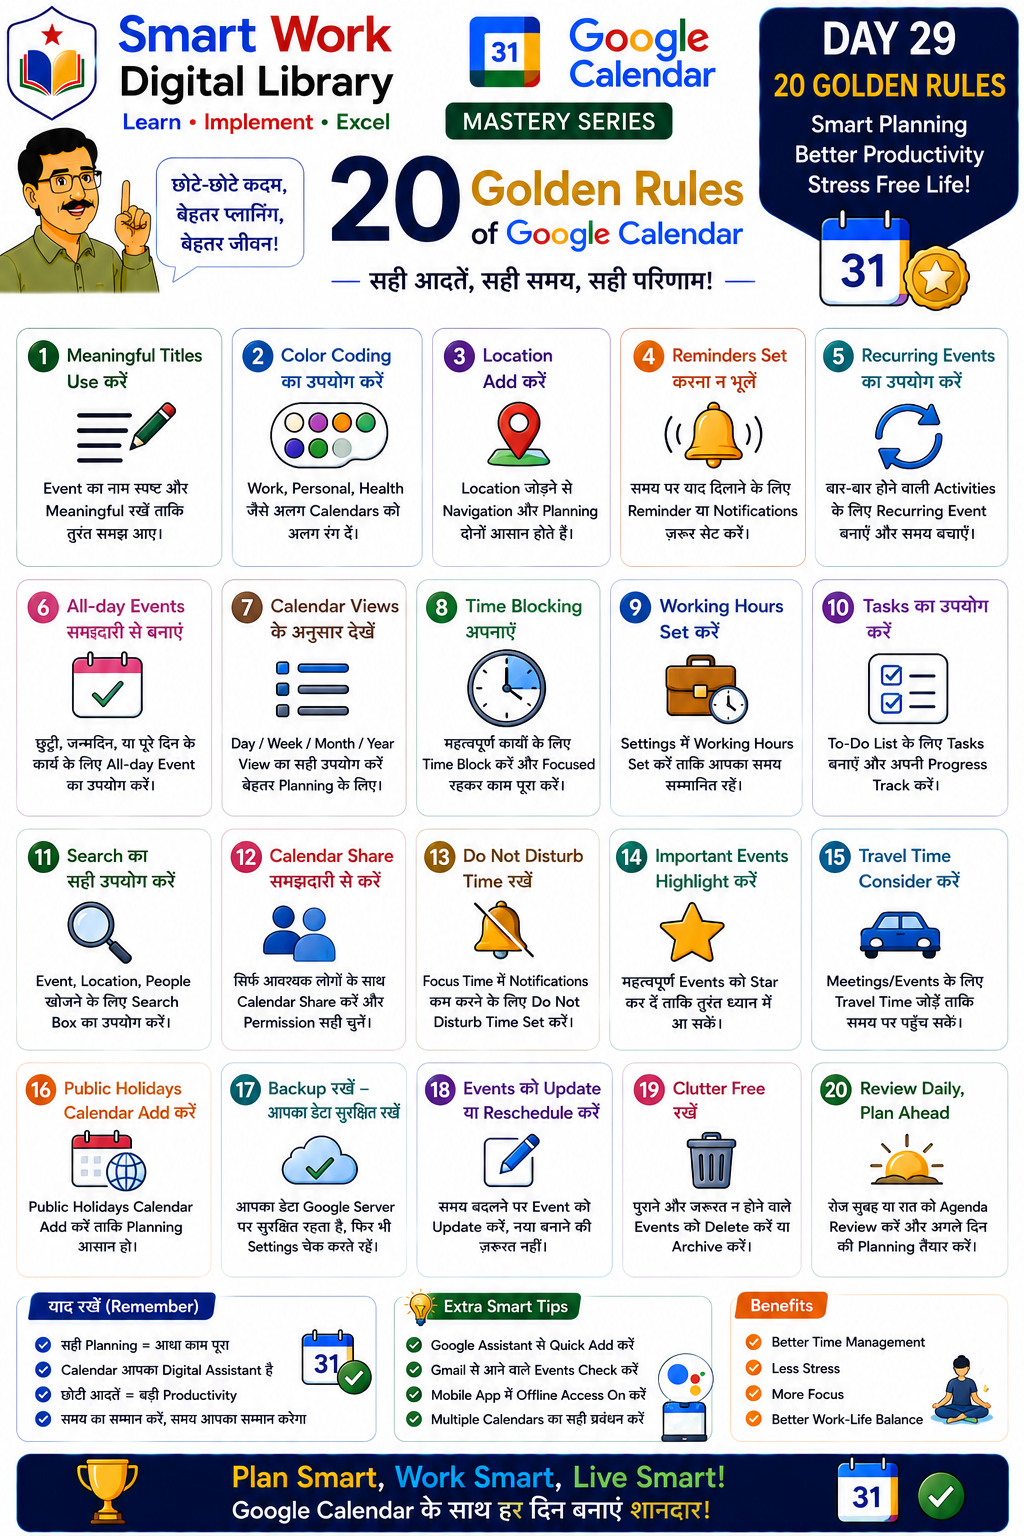 Smart Work
Digital Library
Learn • Implement • Excel
31
Google
Calendar
MASTERY SERIES
DAY 29
20 GOLDEN RULES
Smart Planning
Better Productivity
Stress Free Life!
31
छोटे-छोटे कदम,
बेहतर प्लानिंग,
बेहतर जीवन!
20 Golden Rules
of Google Calendar
सही आदतें, सही समय, सही परिणाम!
1 Meaningful Titles
Use करें
Event का नाम स्पष्ट और
Meaningful रखें ताकि
तुरंत समझ आए।
2 Color Coding
का उपयोग करें
Work, Personal, Health
जैसे अलग Calendars को
अलग रंग दें।
3 Location
Add करें
Location जोड़ने से
Navigation और Planning
दोनों आसान होते हैं।
4 Reminders Set
करना न भूलें
समय पर याद दिलाने के लिए
Reminder या Notifications
ज़रूर सेट करें।
5 Recurring Events
का उपयोग करें
बार-बार होने वाली Activities
के लिए Recurring Event
बनाएँ और समय बचाएँ।
6 All-day Events
समझदारी से बनाएं
छुट्टी, जन्मदिन, या पूरे दिन के
कार्य के लिए All-day Event
का उपयोग करें।
7 Calendar Views
के अनुसार देखें
Day / Week / Month / Year
View का सही उपयोग करें
बेहतर Planning के लिए।
8 Time Blocking
अपनाएँ
महत्वपूर्ण कार्यों के लिए
Time Block करें और Focused
रहकर काम पूरा करें।
9 Working Hours
Set करें
Settings में Working Hours
Set करें ताकि आपका समय
सम्मानित रहें।
10 Tasks का उपयोग
करें
To-Do List के लिए Tasks
बनाएँ और अपनी Progress
Track करें।
11 Search का
सही उपयोग करें
Event, Location, People
खोजने के लिए Search
Box का उपयोग करें।
12 Calendar Share
समझदारी से करें
सिर्फ आवश्यक लोगों के साथ
Calendar Share करें और
Permission सही चुनें।
13 Do Not Disturb
Time रखें
Focus Time में Notifications
कम करने के लिए Do Not
Disturb Time Set करें।
14 Important Events
Highlight करें
महत्वपूर्ण Events को Star
कर दें ताकि तुरंत ध्यान में
आ सकें।
15 Travel Time
Consider करें
Meetings/Events के लिए
Travel Time जोड़ें ताकि
समय पर पहुँच सकें।
16 Public Holidays
Calendar Add करें
Public Holidays Calendar
Add करें ताकि Planning
आसान हो।
17 Backup रखें –
आपका डेटा सुरक्षित रखें
आपका डेटा Google Server
पर सुरक्षित रहता है, फिर भी
Settings चेक करते रहें।
18 Events को Update
या Reschedule करें
समय बदलने पर Event को
Update करें, नया बनाने की
ज़रूरत नहीं।
19 Clutter Free
रखें
पुराने और जरूरत न होने वाले
Events को Delete करें या
Archive करें।
20 Review Daily,
Plan Ahead
रोज सुबह या रात को Agenda
Review करें और अगले दिन
की Planning तैयार करें।
याद रखें (Remember)
सही Planning = आधा काम पूरा
Calendar आपका Digital Assistant है
छोटी आदतें = बड़ी Productivity
समय का सम्मान करें, समय आपका सम्मान करेगा
31
Extra Smart Tips
Google Assistant से Quick Add करें
Gmail से आने वाले Events Check करें
Mobile App में Offline Access On करें
Multiple Calendars का सही प्रबंधन करें
Benefits
Better Time Management
Less Stress
More Focus
Better Work-Life Balance
Plan Smart, Work Smart, Live Smart!
Google Calendar के साथ हर दिन बनाएं शानदार!
31